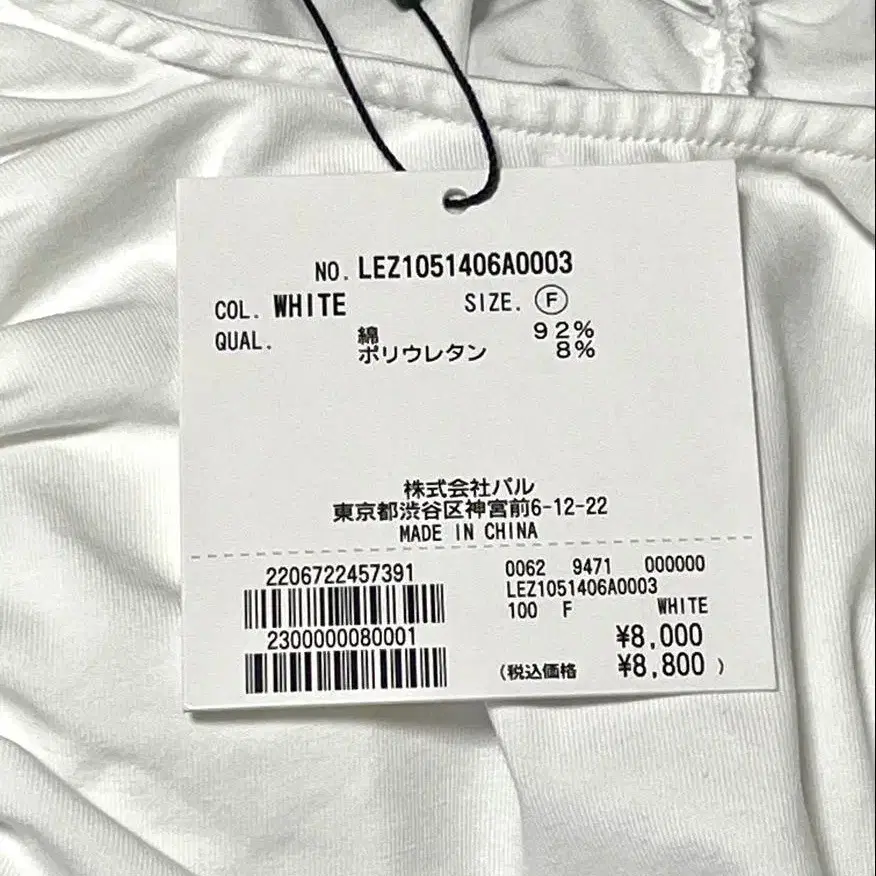 NO. LEZ1051406A0003
COL. WHITE SIZE. Ⓕ
QUAL. 綿 92%
ポリウレタン 8%
株式会社パル
東京都渋谷区神宮前6-12-22
MADE IN CHINA
2206722457391
2300000080001
0062 9471 000000
LEZ1051406A0003
100 F WHITE
¥8,000
(税込価格 ¥8,800 )